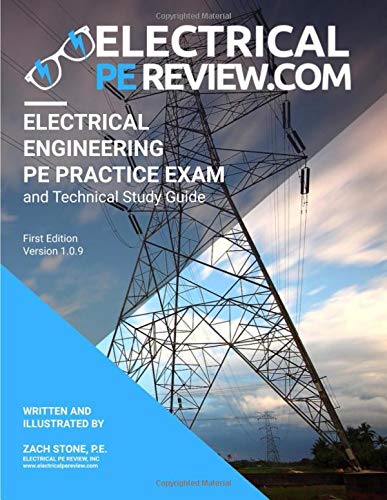 Copyrighted Material
ELECTRICAL
PE REVIEW.COM
ELECTRICAL
ENGINEERING
PE PRACTICE EXAM
and Technical Study Guide
First Edition
Version 1.0.9
WRITTEN AND
ILLUSTRATED BY
ZACH STONE, P.E.
ELECTRICAL PE REVIEW, INC
www.electricalpereview.com
Copyrighted Material